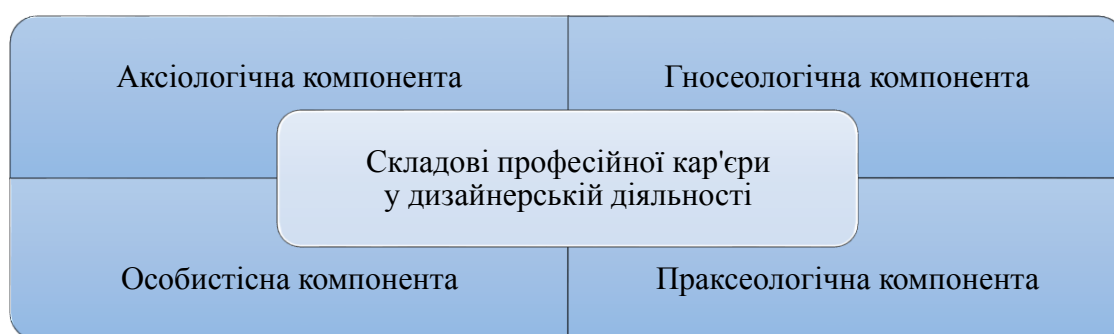 Аксіологічна компонента
Гносеологічна компонента
Складові професійної кар'єри
у дизайнерській діяльності
Особистісна компонента
Праксеологічна компонента